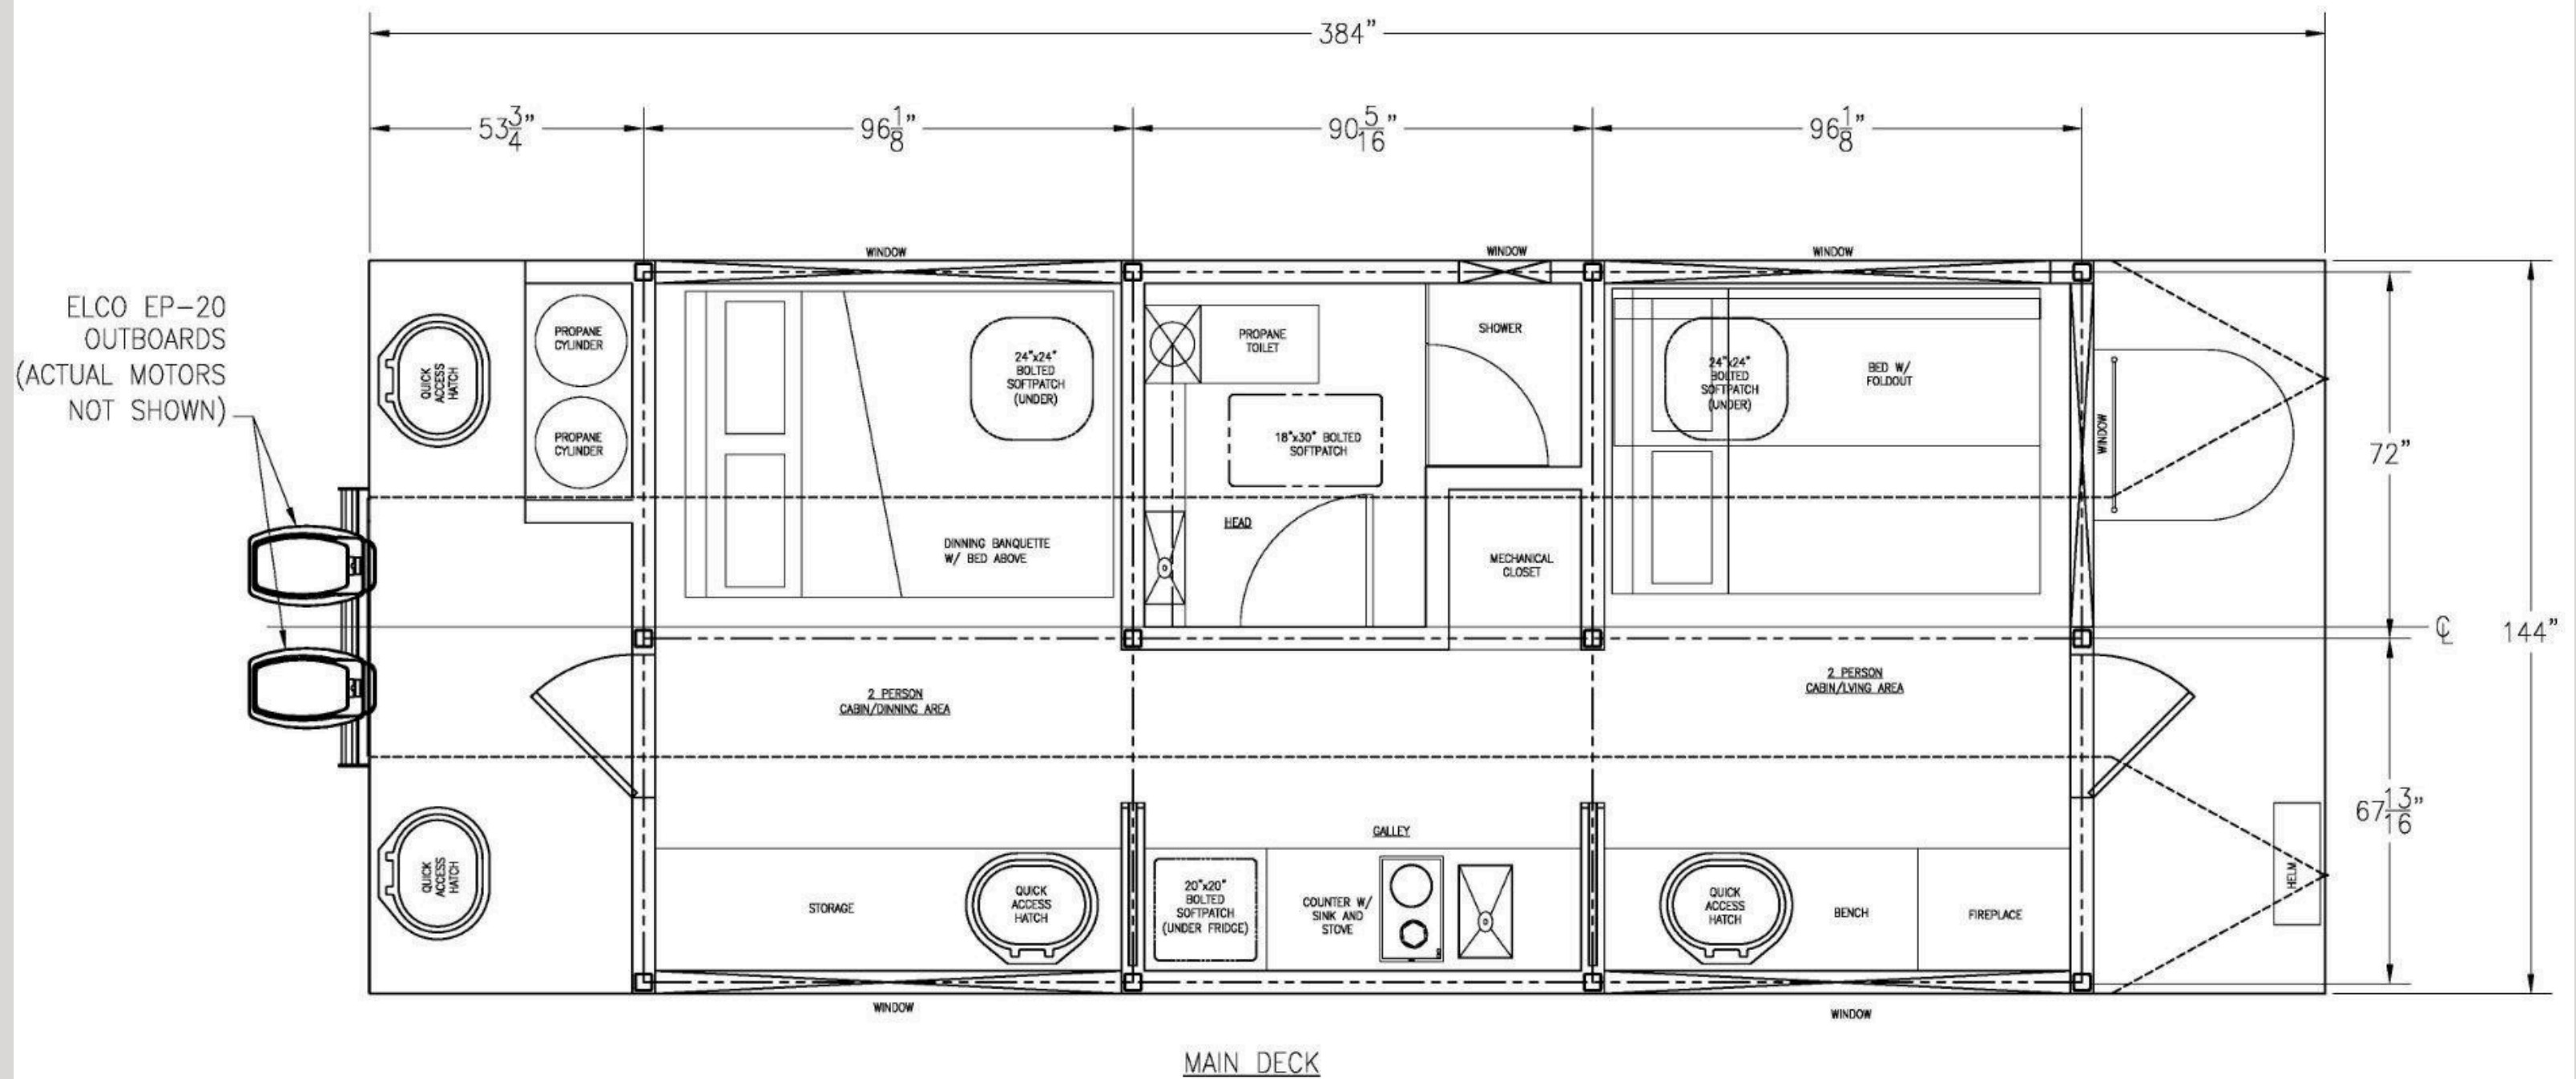 384"
53 3/4"
96 1/8"
90 5/16"
96 1/8"
WINDOW
WINDOW
WINDOW
ELCO EP-20
OUTBOARDS
(ACTUAL MOTORS
NOT SHOWN)
QUICK
ACCESS
HATCH
PROPANE
CYLINDER
PROPANE
CYLINDER
24"x24"
BOLTED
SOFTPATCH
(UNDER)
DINNING BANQUETTE
W/ BED ABOVE
PROPANE
TOILET
SHOWER
18"x30" BOLTED
SOFTPATCH
HEAD
MECHANICAL
CLOSET
24"x24"
BOLTED
SOFTPATCH
(UNDER)
BED W/
FOLDOUT
WINDOW
72"
CL
144"
2 PERSON
CABIN/DINNING AREA
2 PERSON
CABIN/LVING AREA
67 13/16"
QUICK
ACCESS
HATCH
STORAGE
QUICK
ACCESS
HATCH
GALLEY
20"x20"
BOLTED
SOFTPATCH
(UNDER FRIDGE)
COUNTER W/
SINK AND
STOVE
QUICK
ACCESS
HATCH
BENCH
FIREPLACE
HELM
WINDOW
WINDOW
MAIN DECK